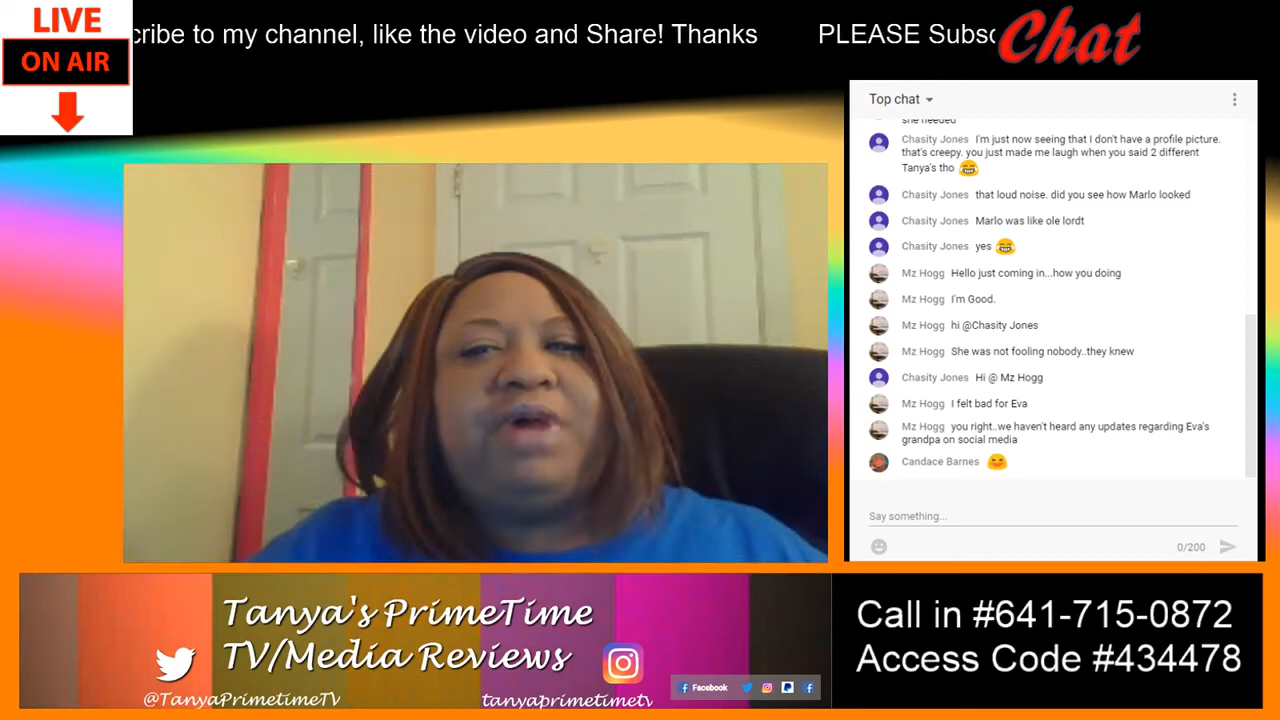 LIVE
ON AIR
cribe to my channel, like the video and Share! Thanks
PLEASE Subsc
Chat
Top chat
she needed
Chasity Jones I'm just now seeing that I don't have a profile picture.
that's creepy. you just made me laugh when you said 2 different
Tanya's tho 😂
Chasity Jones that loud noise. did you see how Marlo looked
Chasity Jones Marlo was like ole lordt
Chasity Jones yes 😂
Mz Hogg Hello just coming in...how you doing
Mz Hogg I'm Good.
Mz Hogg hi @Chasity Jones
Mz Hogg She was not fooling nobody..they knew
Chasity Jones Hi @ Mz Hogg
Mz Hogg I felt bad for Eva
Mz Hogg you right..we haven't heard any updates regarding Eva's
grandpa on social media
Candace Barnes 😆
Say something...
0/200
Tanya's PrimeTime
TV/Media Reviews
@TanyaPrimetimeTV
tanyaprimetimetv
Facebook
Call in #641-715-0872
Access Code #434478